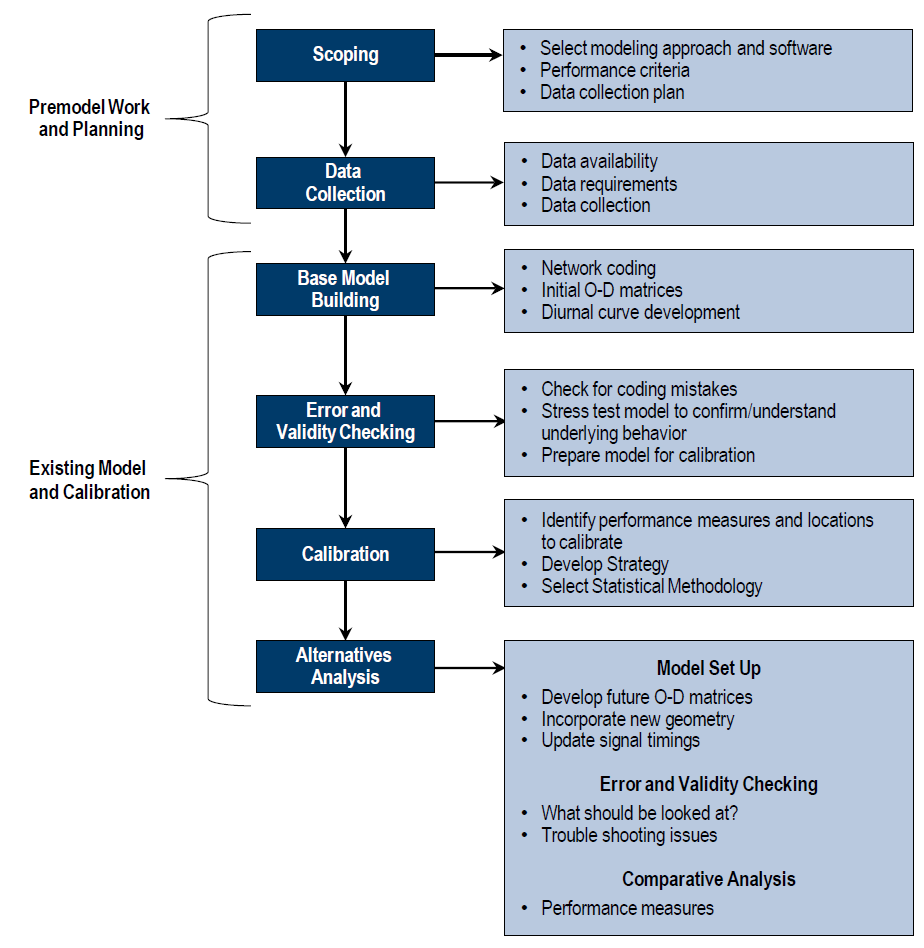 Premodel Work
and Planning
Scoping
• Select modeling approach and software
• Performance criteria
• Data collection plan
Data
Collection
• Data availability
• Data requirements
• Data collection
Existing Model
and Calibration
Base Model
Building
• Network coding
• Initial O-D matrices
• Diurnal curve development
Error and
Validity Checking
• Check for coding mistakes
• Stress test model to confirm/understand
underlying behavior
• Prepare model for calibration
Calibration
• Identify performance measures and locations
to calibrate
• Develop Strategy
• Select Statistical Methodology
Alternatives
Analysis
Model Set Up
• Develop future O-D matrices
• Incorporate new geometry
• Update signal timings
Error and Validity Checking
• What should be looked at?
• Trouble shooting issues
Comparative Analysis
• Performance measures